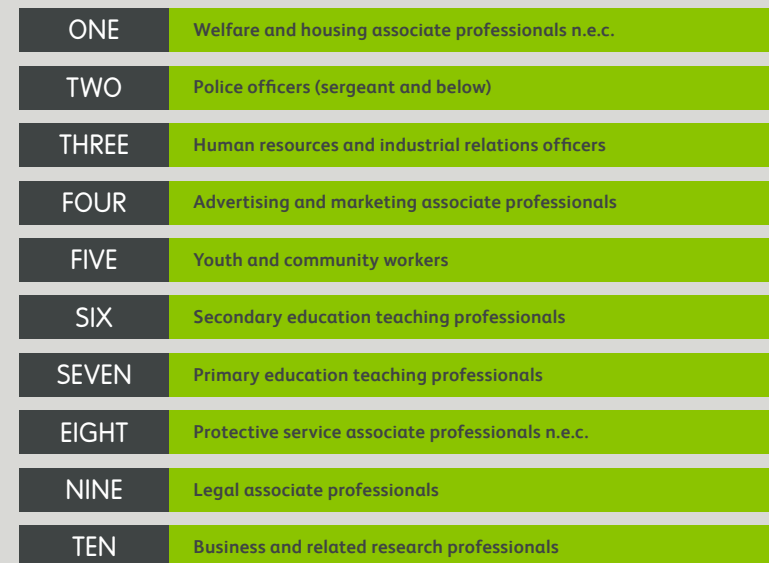 ONE Welfare and housing associate professionals n.e.c.
TWO Police officers (sergeant and below)
THREE Human resources and industrial relations officers
FOUR Advertising and marketing associate professionals
FIVE Youth and community workers
SIX Secondary education teaching professionals
SEVEN Primary education teaching professionals
EIGHT Protective service associate professionals n.e.c.
NINE Legal associate professionals
TEN Business and related research professionals